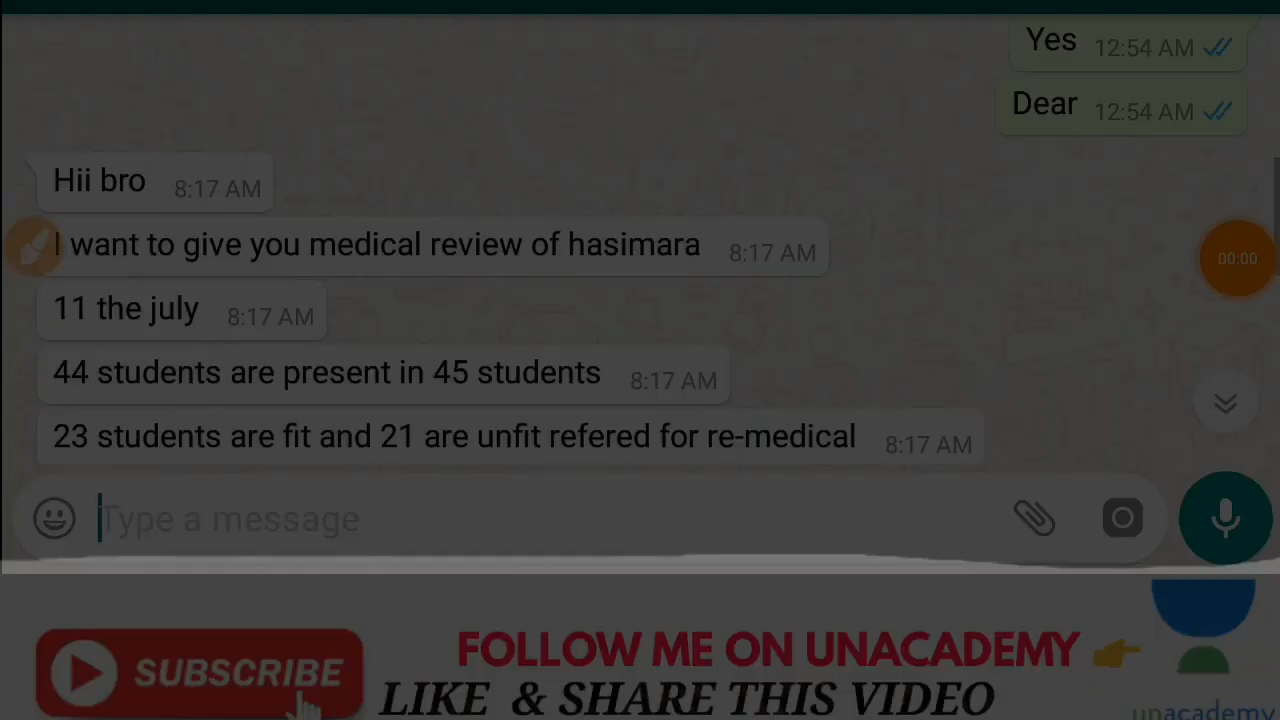 Yes 12:54 AM
Dear 12:54 AM
Hii bro 8:17 AM
I want to give you medical review of hasimara 8:17 AM
00:00
11 the july 8:17 AM
44 students are present in 45 students 8:17 AM
23 students are fit and 21 are unfit refered for re-medical 8:17 AM
Type a message
FOLLOW ME ON UNACADEMY
SUBSCRIBE
LIKE & SHARE THIS VIDEO
unacademy